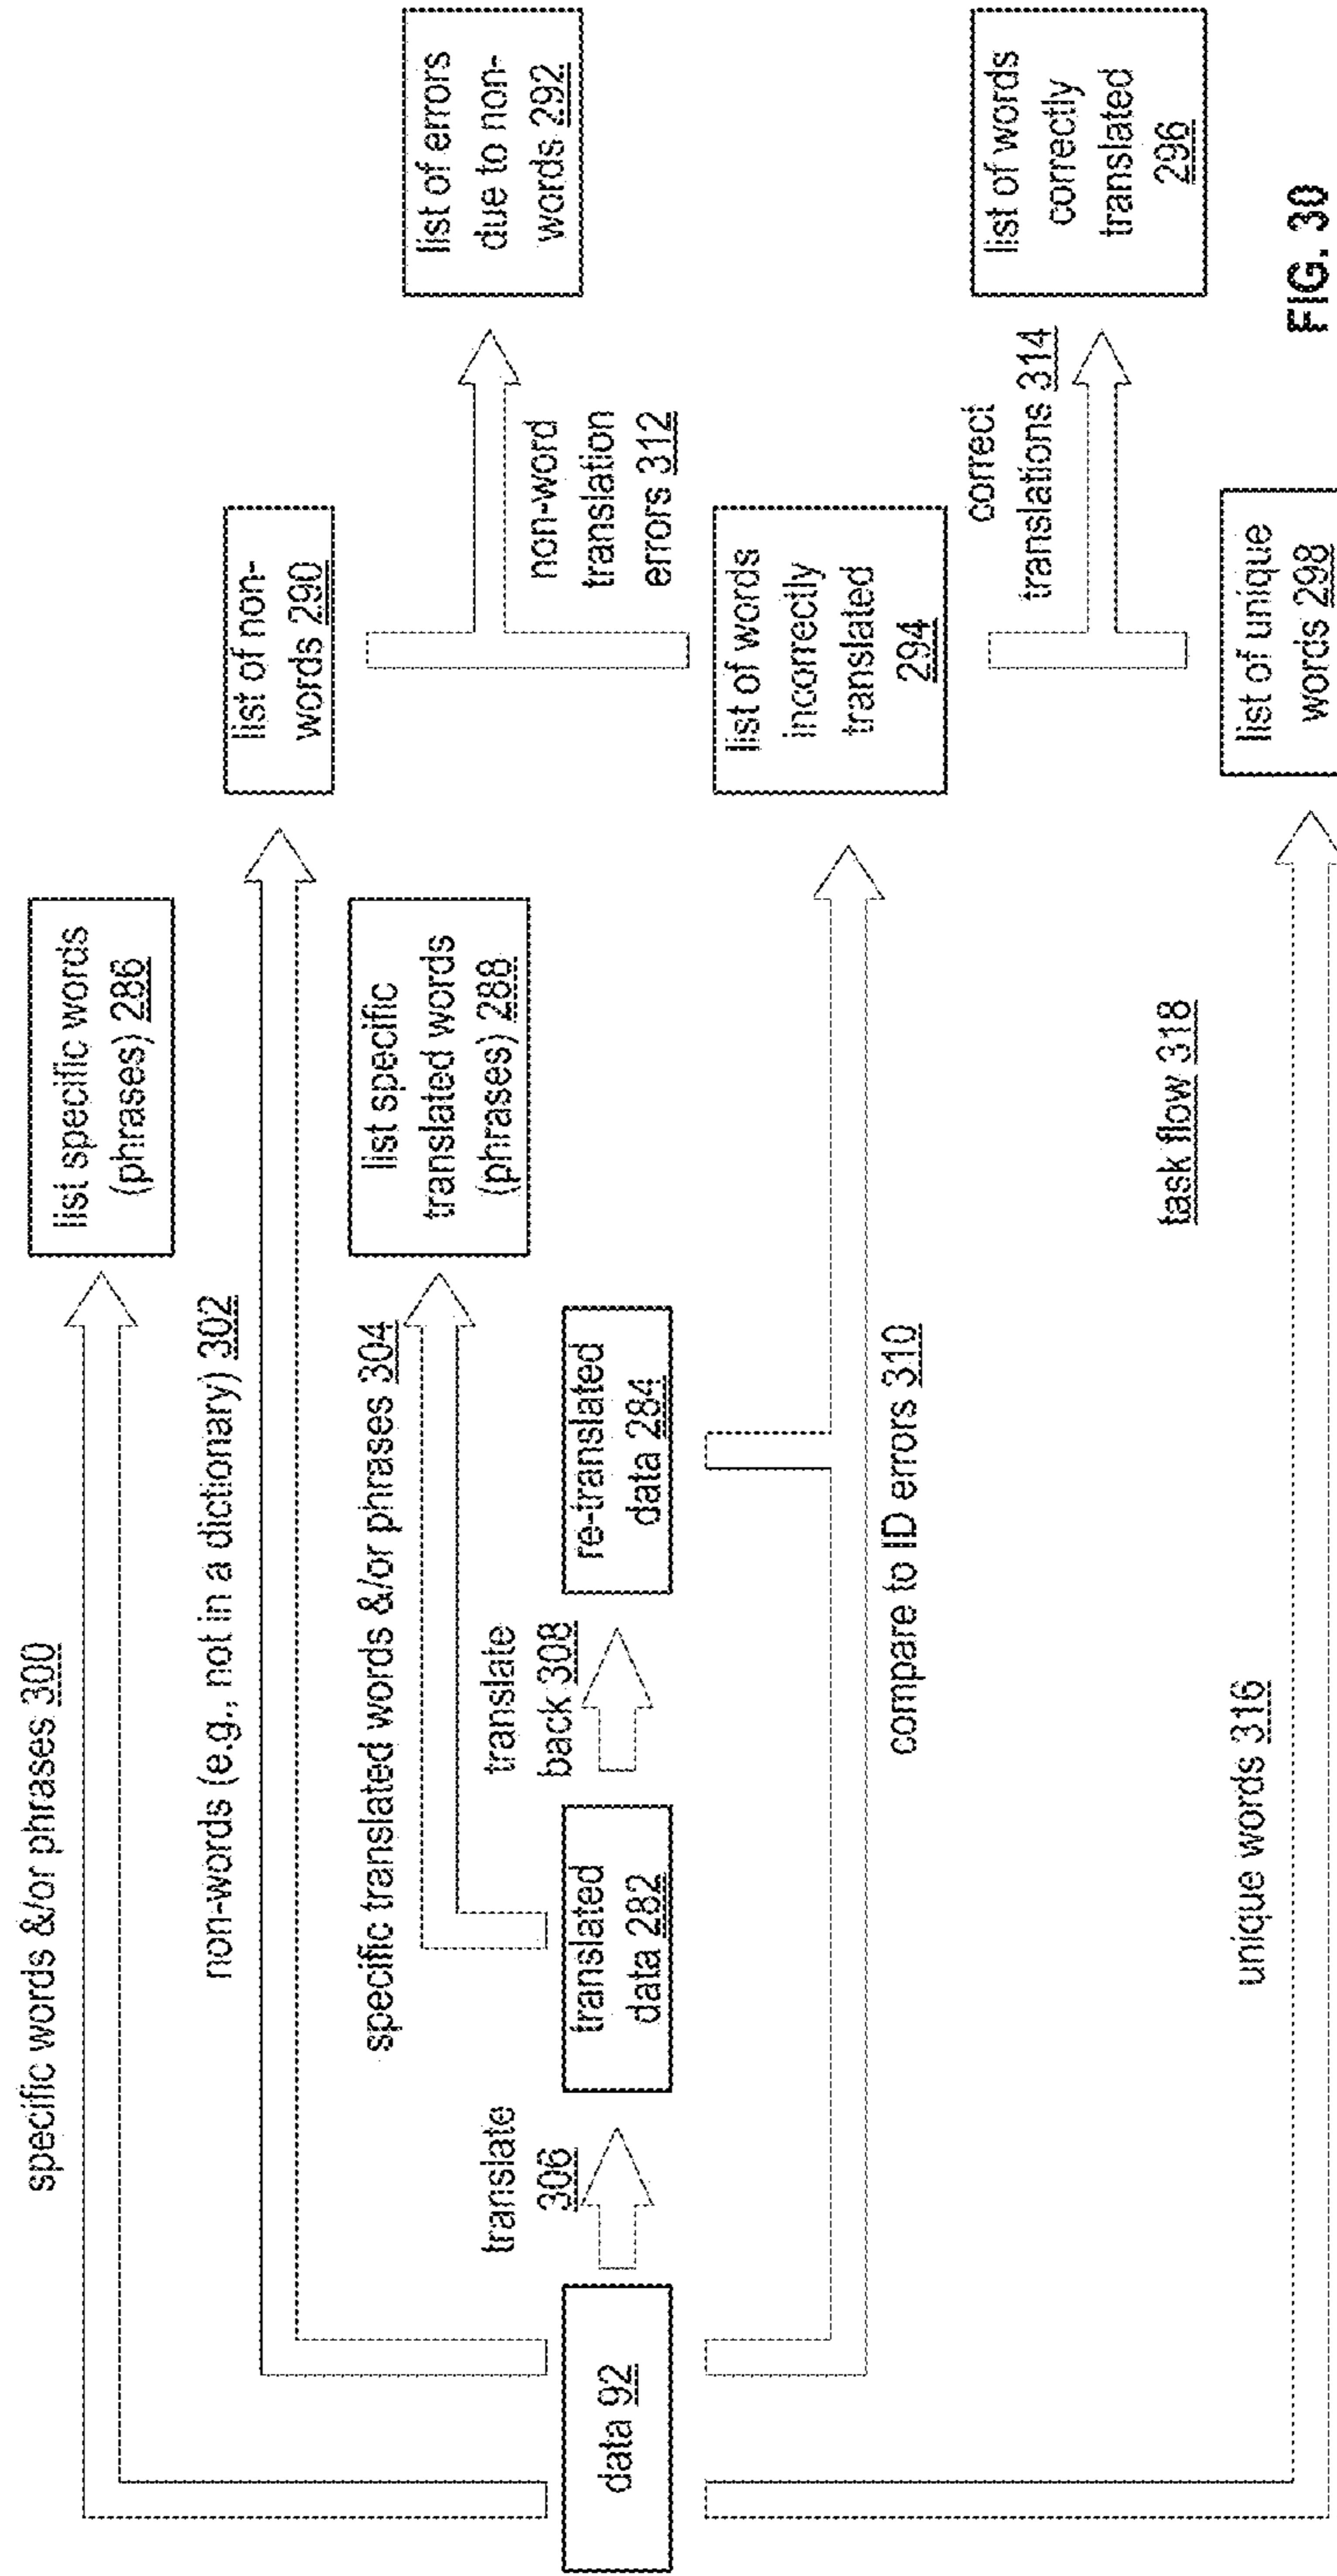 specific words &/or phrases 300
list specific words
(phrases) 286
non-words (e.g., not in a dictionary) 302
list of non-
words 290
specific translated words &/or phrases 304
list specific
translated words
(phrases) 288
list of errors
due to non-
words 292
non-word
translation
errors 312
data 92
translate
306
translated
data 282
translate
back 308
re-translated
data 284
compare to ID errors 310
list of words
incorrectly
translated
294
correct
translations 314
list of words
correctly
translated
296
task flow 318
unique words 316
list of unique
words 298
FIG. 30